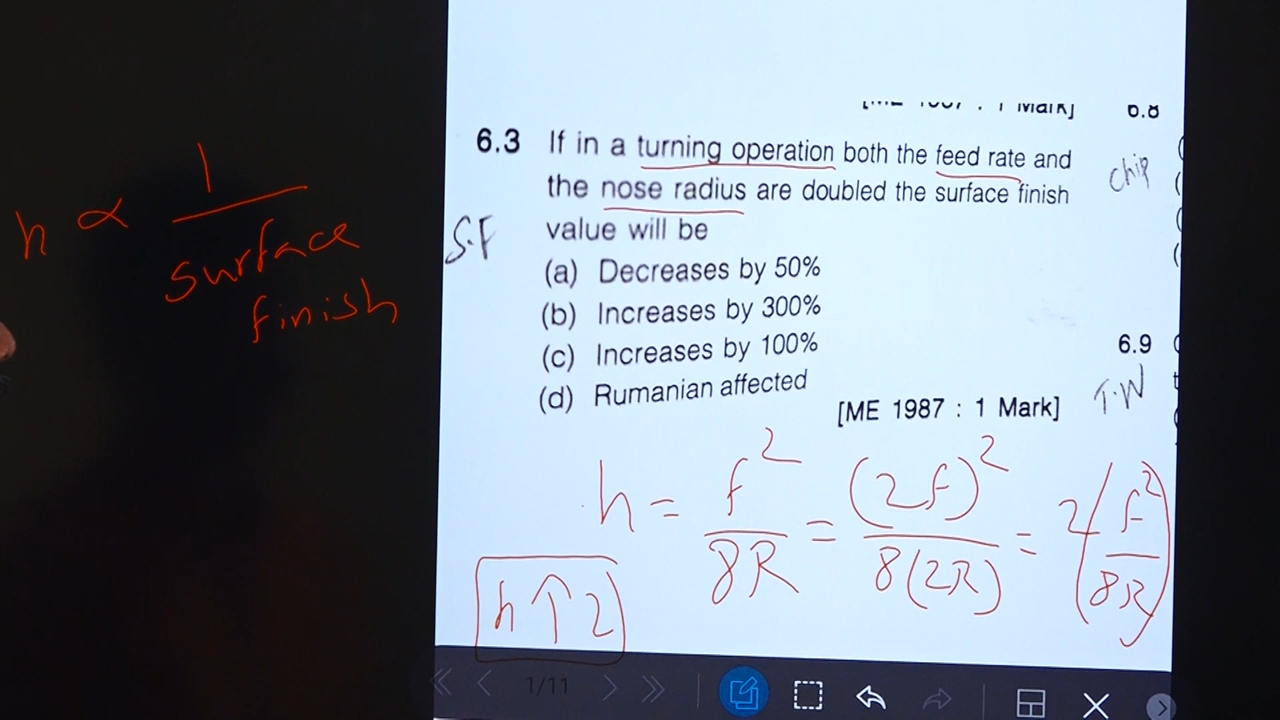 6.8
6.3 If in a turning operation both the feed rate and
the nose radius are doubled the surface finish
value will be
(a) Decreases by 50%
(b) Increases by 300%
(c) Increases by 100%
(d) Rumanian affected
[ME 1987 : 1 Mark]
chip
6.9
T.W
S.F
h ∝ 1/surface finish
h = f²/8R = (2f)²/8(2R) = 2(f²/8R)
h↑2
1/11